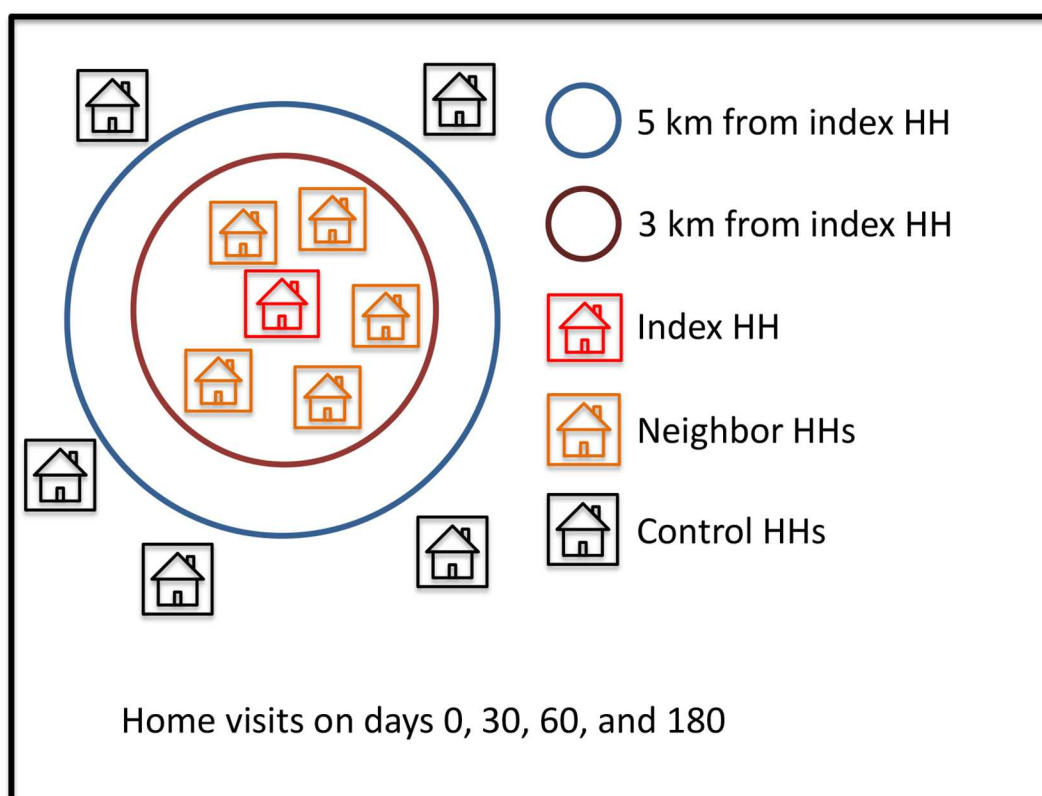 5 km from index HH
3 km from index HH
Index HH
Neighbor HHs
Control HHs
Home visits on days 0, 30, 60, and 180